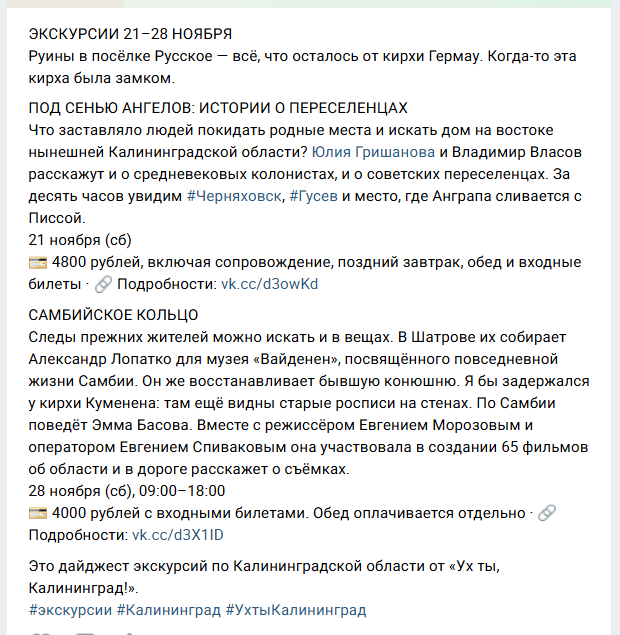 ЭКСКУРСИИ 21–28 НОЯБРЯ
Руины в посёлке Русское — всё, что осталось от кирхи Гермау. Когда-то эта
кирха была замком.
ПОД СЕНЬЮ АНГЕЛОВ: ИСТОРИИ О ПЕРЕСЕЛЕНЦАХ
Что заставляло людей покидать родные места и искать дом на востоке
нынешней Калининградской области? Юлия Гришанова и Владимир Власов
расскажут и о средневековых колонистах, и о советских переселенцах. За
десять часов увидим #Черняховск, #Гусев и место, где Анграпа сливается с
Писсой.
21 ноября (сб)
💳 4800 рублей, включая сопровождение, поздний завтрак, обед и входные
билеты · 🔗 Подробности: vk.cc/d3owKd
САМБИЙСКОЕ КОЛЬЦО
Следы прежних жителей можно искать и в вещах. В Шатрове их собирает
Александр Лопатко для музея «Вайденен», посвящённого повседневной
жизни Самбии. Он же восстанавливает бывшую конюшню. Я бы задержался
у кирхи Куменена: там ещё видны старые росписи на стенах. По Самбии
поведёт Эмма Басова. Вместе с режиссёром Евгением Морозовым и
оператором Евгением Спиваковым она участвовала в создании 65 фильмов
об области и в дороге расскажет о съёмках.
28 ноября (сб), 09:00–18:00
💳 4000 рублей с входными билетами. Обед оплачивается отдельно · 🔗
Подробности: vk.cc/d3X1ID
Это дайджест экскурсий по Калининградской области от «Ух ты,
Калининград!».
#экскурсии #Калининград #УхтыКалининград